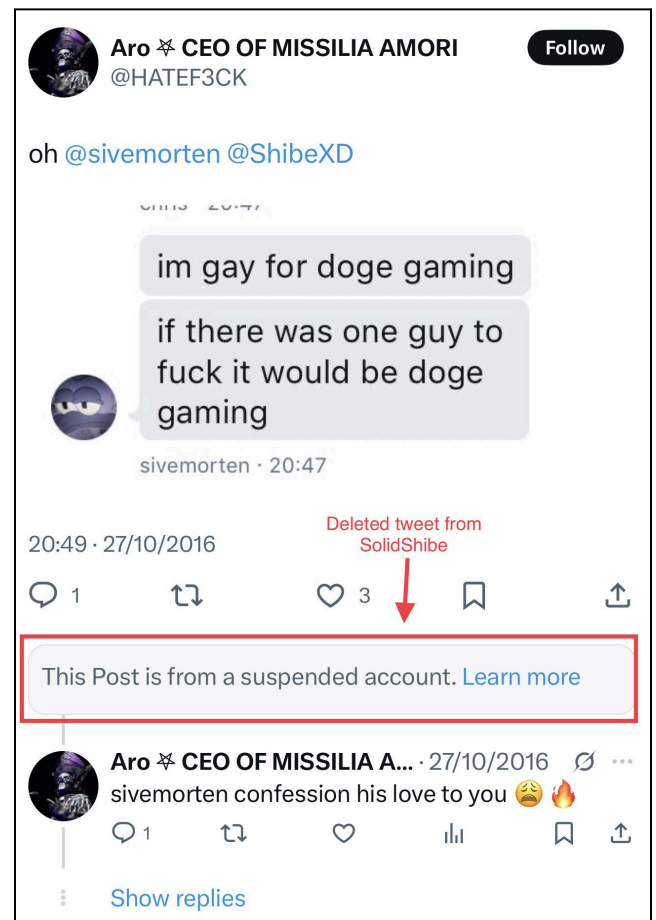 Aro ⛧ CEO OF MISSILIA AMORI
@HATEF3CK
Follow
oh @sivemorten @ShibeXD
im gay for doge gaming
if there was one guy to
fuck it would be doge
gaming
sivemorten · 20:47
20:49 · 27/10/2016
Deleted tweet from
SolidShibe
1
3
This Post is from a suspended account. Learn more
Aro ⛧ CEO OF MISSILIA A... · 27/10/2016
sivemorten confession his love to you 😩🔥
1
Show replies